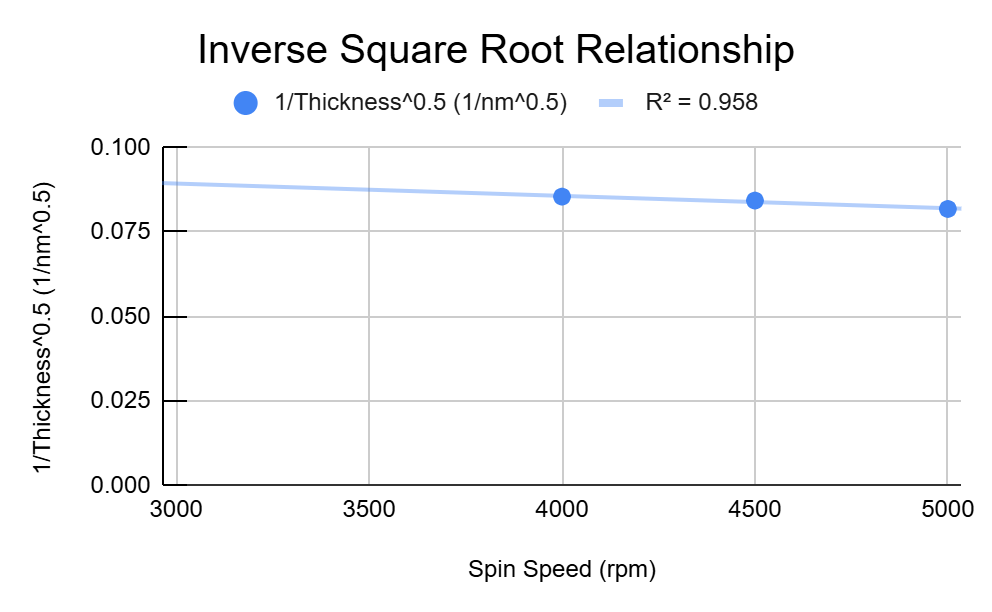 Inverse Square Root Relationship
1/Thickness^0.5 (1/nm^0.5) R² = 0.958
1/Thickness^0.5 (1/nm^0.5)
0.100
0.075
0.050
0.025
0.000
3000 3500 4000 4500 5000
Spin Speed (rpm)